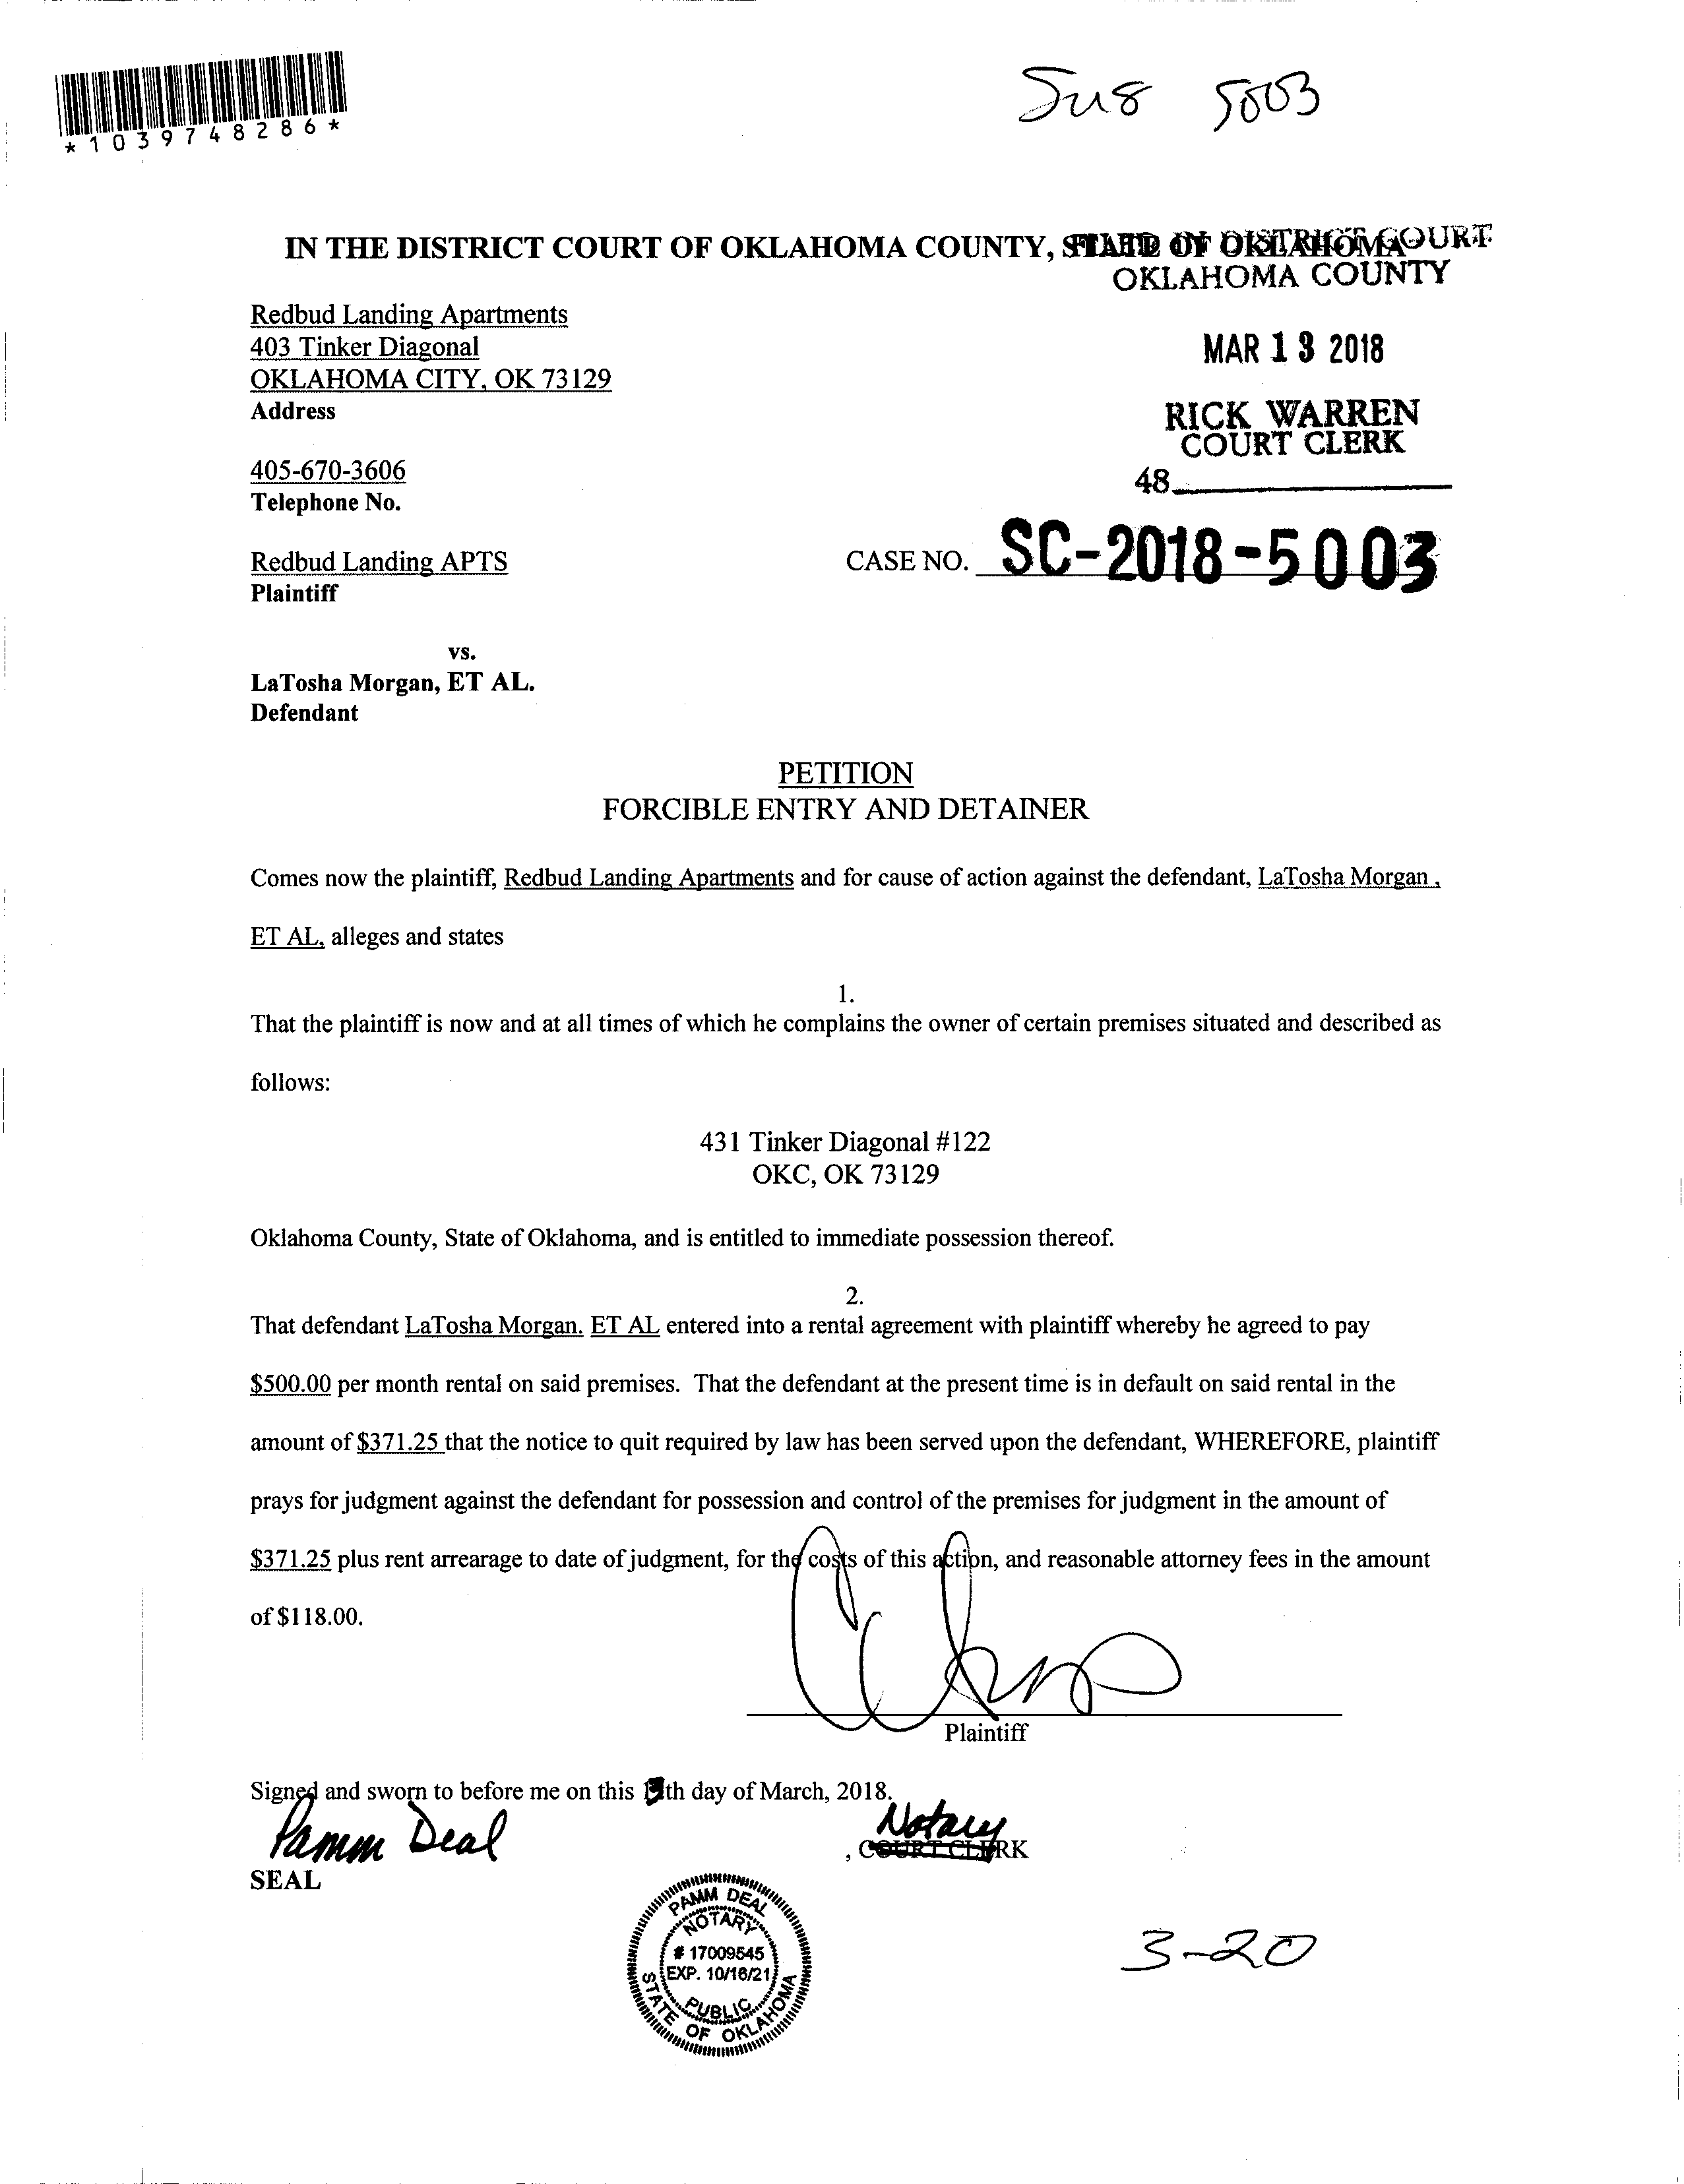 *1039748286*
5003
IN THE DISTRICT COURT OF OKLAHOMA COUNTY, STATE OF OKLAHOMA
FILED IN DISTRICT COURT
OKLAHOMA COUNTY
Redbud Landing Apartments
403 Tinker Diagonal
OKLAHOMA CITY, OK 73129
Address
MAR 13 2018
RICK WARREN
COURT CLERK
48
405-670-3606
Telephone No.
Redbud Landing APTS
Plaintiff
CASE NO. SC-2018-5003
vs.
LaTosha Morgan, ET AL.
Defendant
PETITION
FORCIBLE ENTRY AND DETAINER
Comes now the plaintiff, Redbud Landing Apartments and for cause of action against the defendant, LaTosha Morgan ,
ET AL, alleges and states
1.
That the plaintiff is now and at all times of which he complains the owner of certain premises situated and described as
follows:
431 Tinker Diagonal #122
OKC, OK 73129
Oklahoma County, State of Oklahoma, and is entitled to immediate possession thereof.
2.
That defendant LaTosha Morgan. ET AL entered into a rental agreement with plaintiff whereby he agreed to pay
$500.00 per month rental on said premises. That the defendant at the present time is in default on said rental in the
amount of $371.25 that the notice to quit required by law has been served upon the defendant, WHEREFORE, plaintiff
prays for judgment against the defendant for possession and control of the premises for judgment in the amount of
$371.25 plus rent arrearage to date of judgment, for the costs of this action, and reasonable attorney fees in the amount
of $118.00.
Plaintiff
Signed and sworn to before me on this 13th day of March, 2018.
Pamm Deal
Notary
, COURT CLERK
SEAL
PAMM DEAL
NOTARY
# 17009545
EXP. 10/16/21
PUBLIC
STATE OF OKLAHOMA
3-20